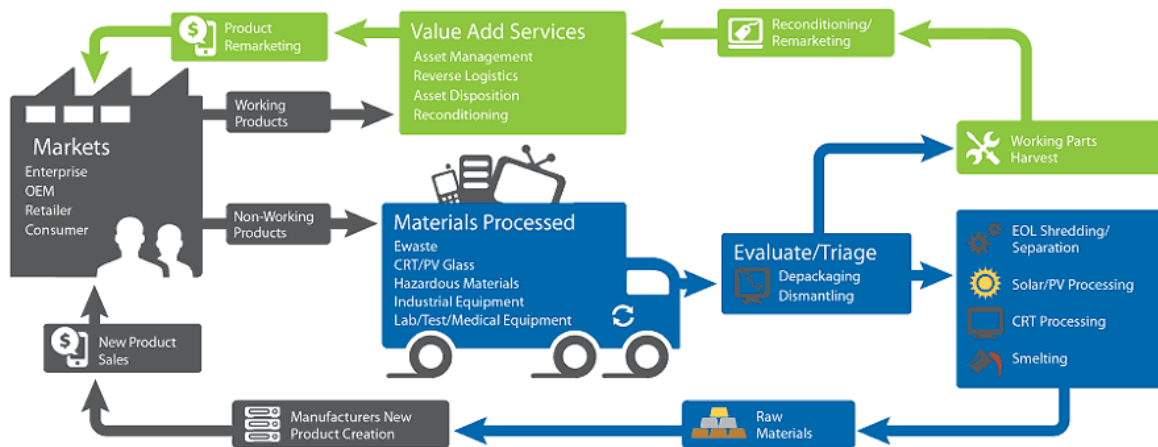 Product
Remarketing
Value Add Services
Asset Management
Reverse Logistics
Asset Disposition
Reconditioning
Reconditioning/
Remarketing
Working
Products
Markets
Enterprise
OEM
Retailer
Consumer
Working Parts
Harvest
Non-Working
Products
Materials Processed
Ewaste
CRT/PV Glass
Hazardous Materials
Industrial Equipment
Lab/Test/Medical Equipment
Evaluate/Triage
Depackaging
Dismantling
EOL Shredding/
Separation
Solar/PV Processing
CRT Processing
Smelting
$
New Product
Sales
Manufacturers New
Product Creation
Raw
Materials
$